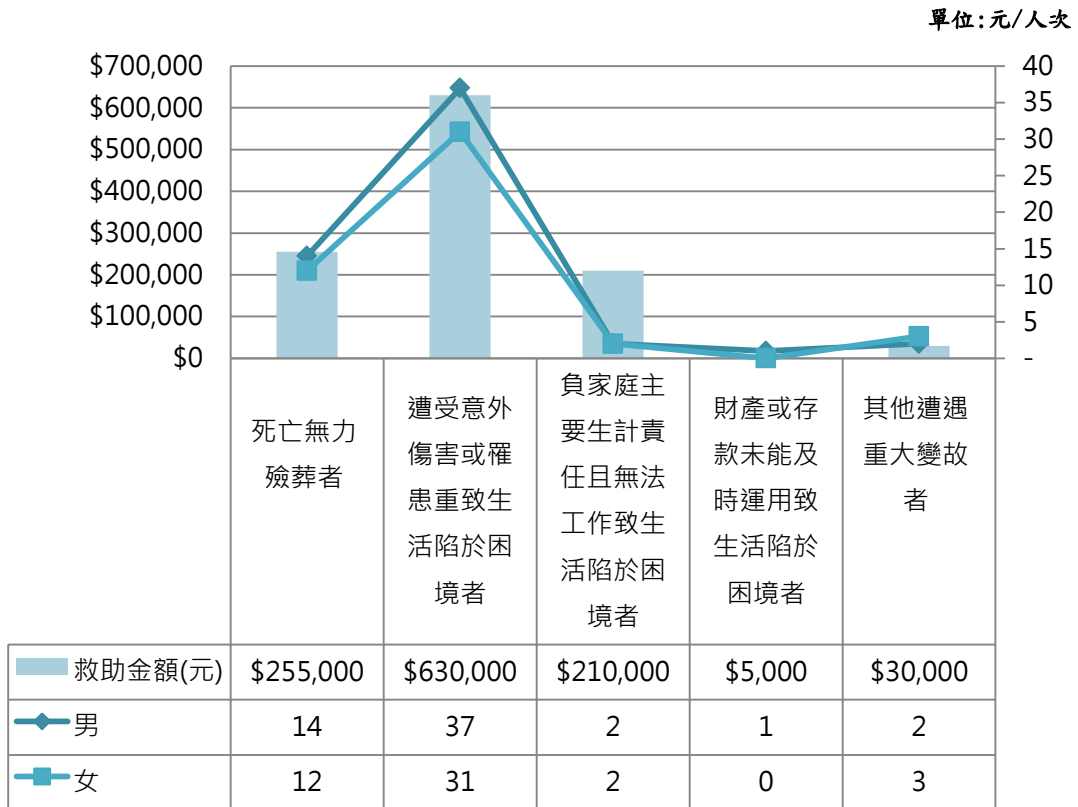 單位:元/人次
$700,000
$600,000
$500,000
$400,000
$300,000
$200,000
$100,000
$0
40
35
30
25
20
15
10
5
-
死亡無力
殮葬者
遭受意外
傷害或罹
患重致生
活陷於困
境者
負家庭主
要生計責
任且無法
工作致生
活陷於困
境者
財產或存
款未能及
時運用致
生活陷於
困境者
其他遭遇
重大變故
者
救助金額(元) $255,000 $630,000 $210,000 $5,000 $30,000
男 14 37 2 1 2
女 12 31 2 0 3